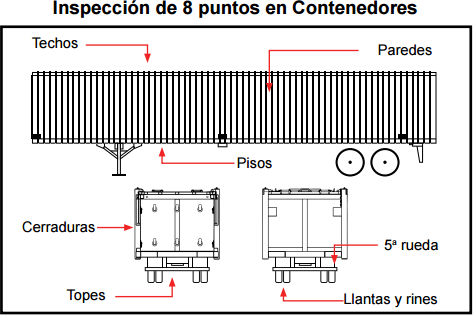 Inspección de 8 puntos en Contenedores
Techos
Paredes
Pisos
Cerraduras
5ª rueda
Topes
Llantas y rines